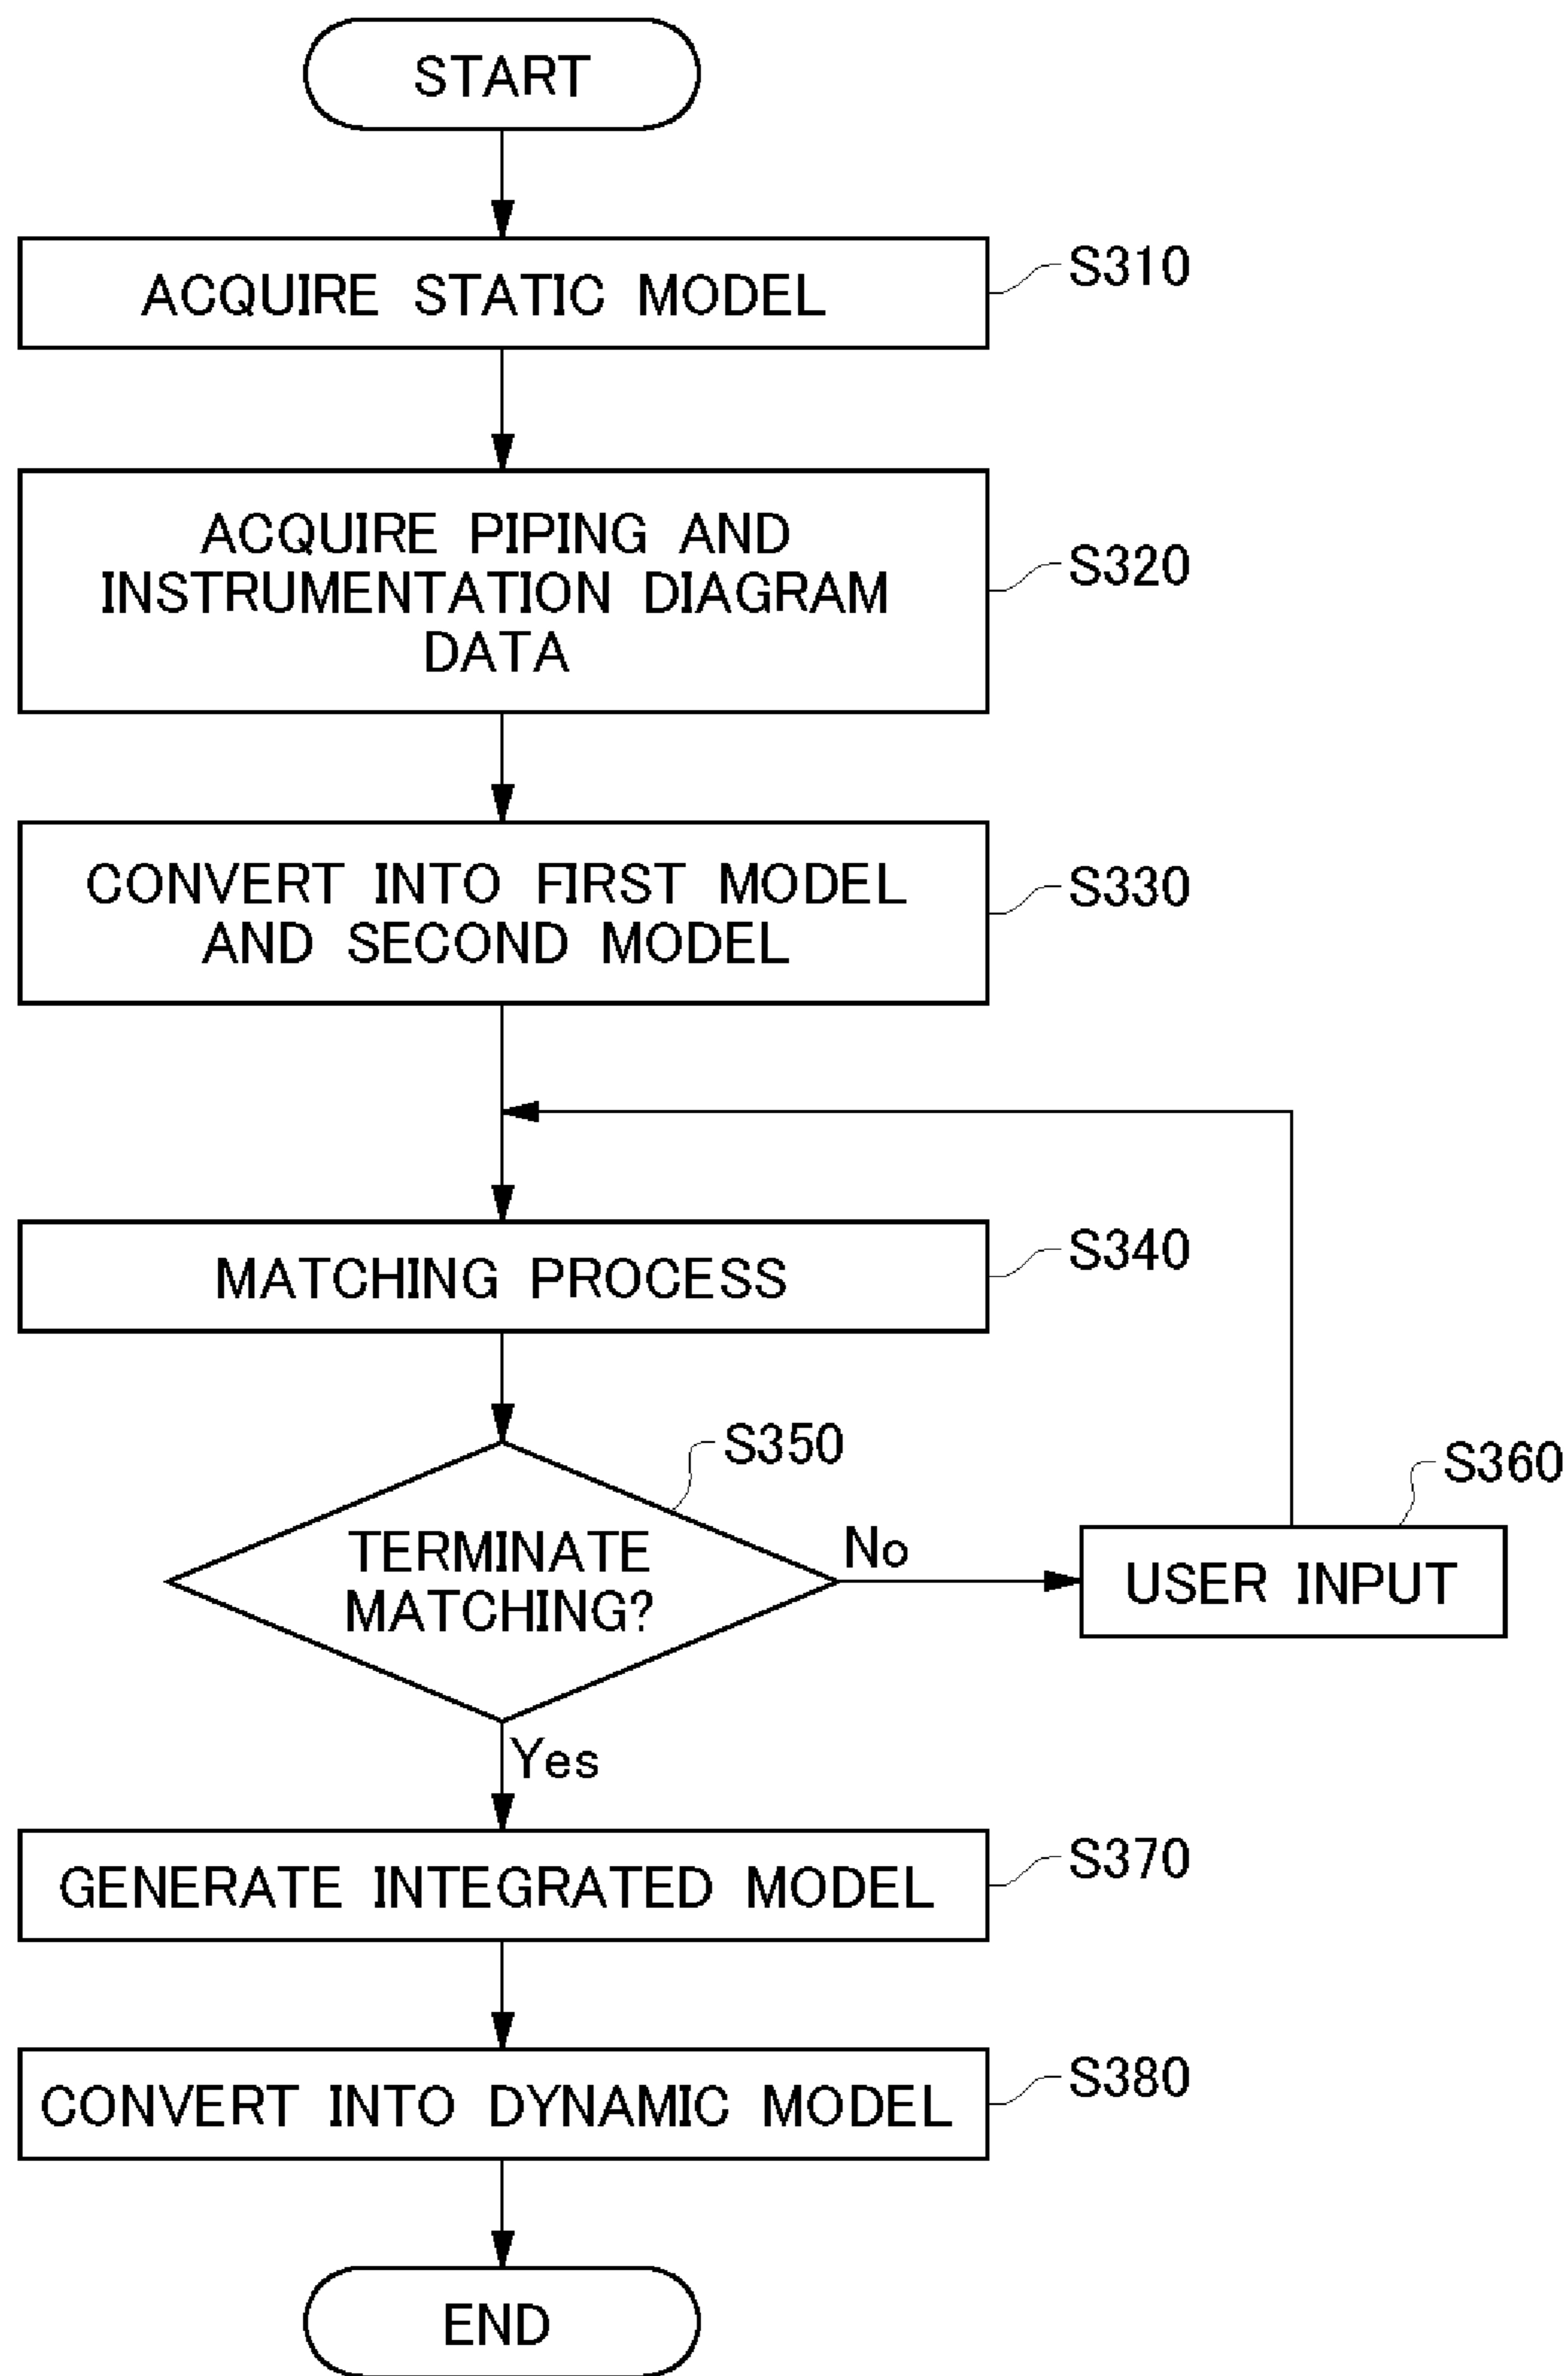 START
ACQUIRE STATIC MODEL
S310
ACQUIRE PIPING AND
INSTRUMENTATION DIAGRAM
DATA
S320
CONVERT INTO FIRST MODEL
AND SECOND MODEL
S330
MATCHING PROCESS
S340
TERMINATE
MATCHING?
S350
No
USER INPUT
S360
Yes
GENERATE INTEGRATED MODEL
S370
CONVERT INTO DYNAMIC MODEL
S380
END